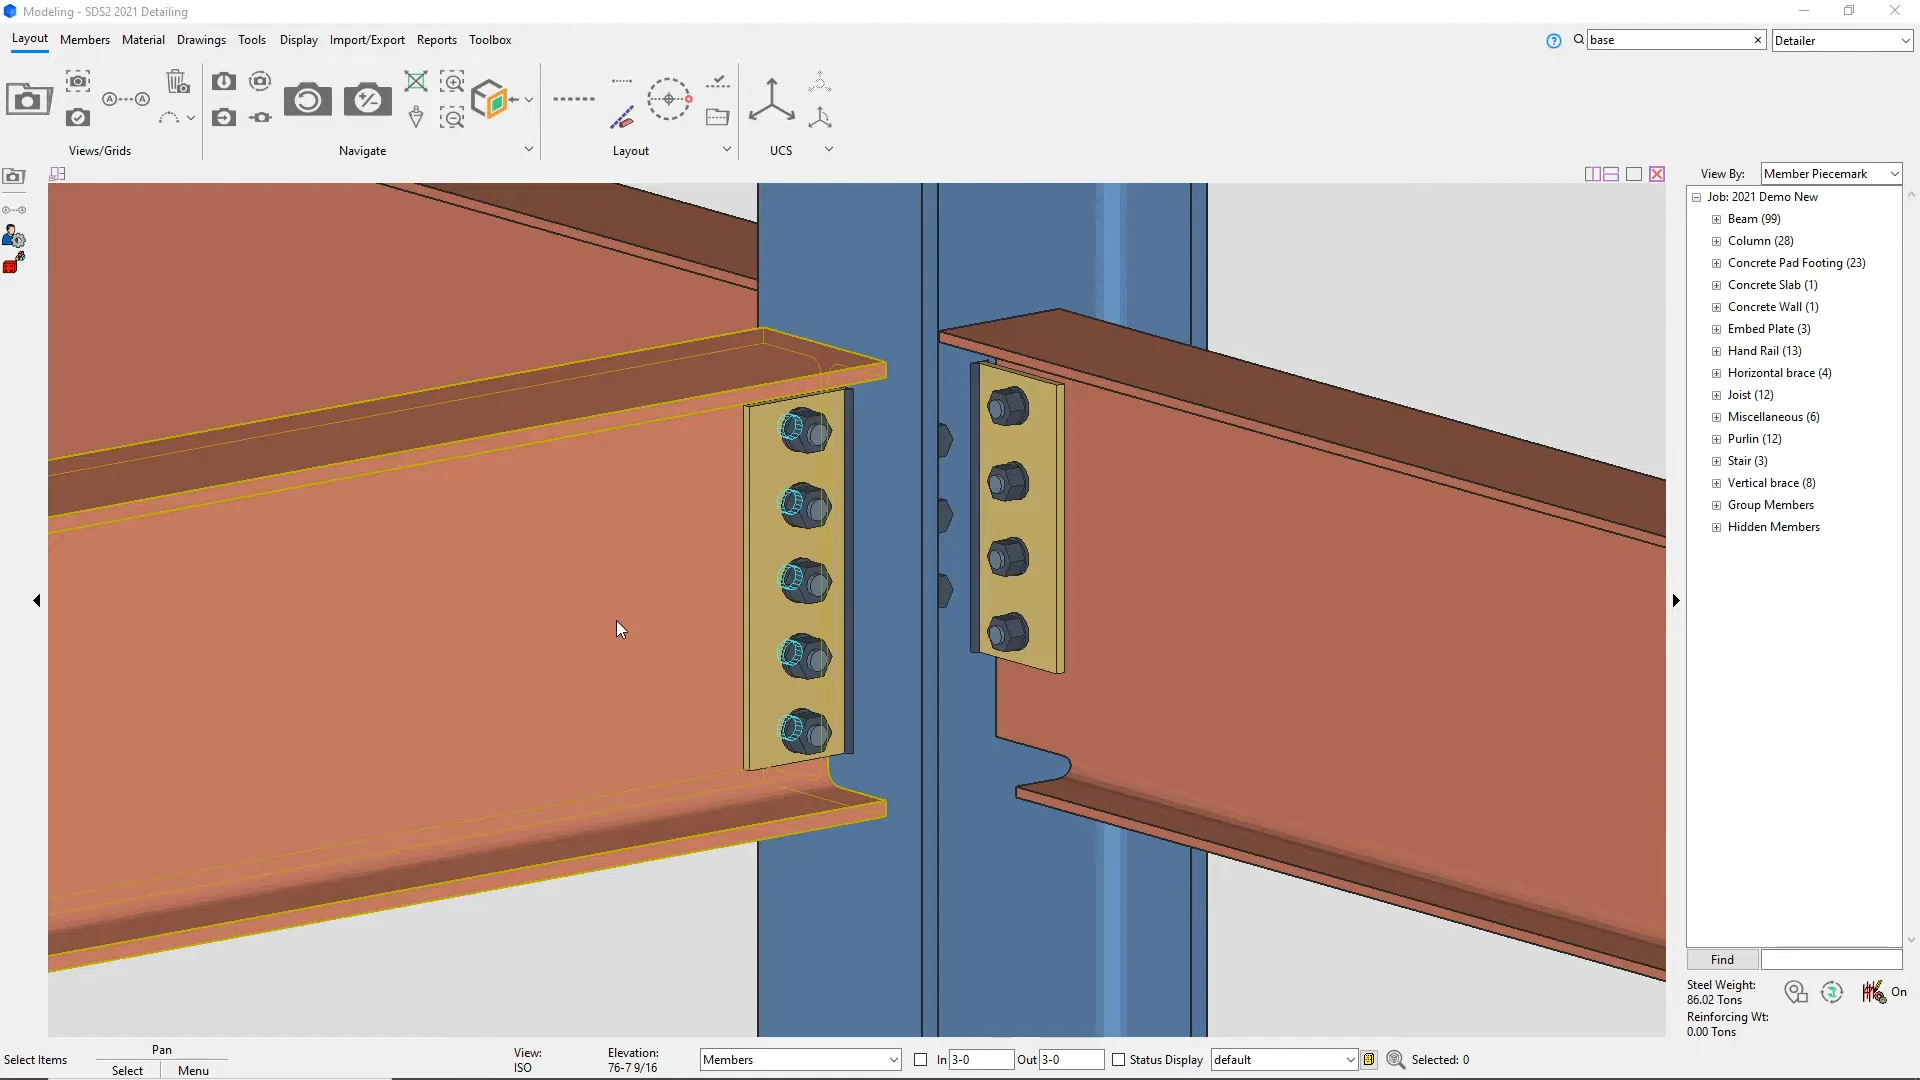 Modeling - SDS2 2021 Detailing
Layout Members Material Drawings Tools Display Import/Export Reports Toolbox
? base × Detailer
A A
Views/Grids Navigate Layout UCS
View By: Member Piecemark
Job: 2021 Demo New
Beam (99)
Column (28)
Concrete Pad Footing (23)
Concrete Slab (1)
Concrete Wall (1)
Embed Plate (3)
Hand Rail (13)
Horizontal brace (4)
Joist (12)
Miscellaneous (6)
Purlin (12)
Stair (3)
Vertical brace (8)
Group Members
Hidden Members
Find
Steel Weight:
86.02 Tons
On
Reinforcing Wt:
0.00 Tons
Select Items
Pan
Select Menu
View:
ISO
Elevation:
76-7 9/16
Members In 3-0 Out 3-0 Status Display default Selected: 0